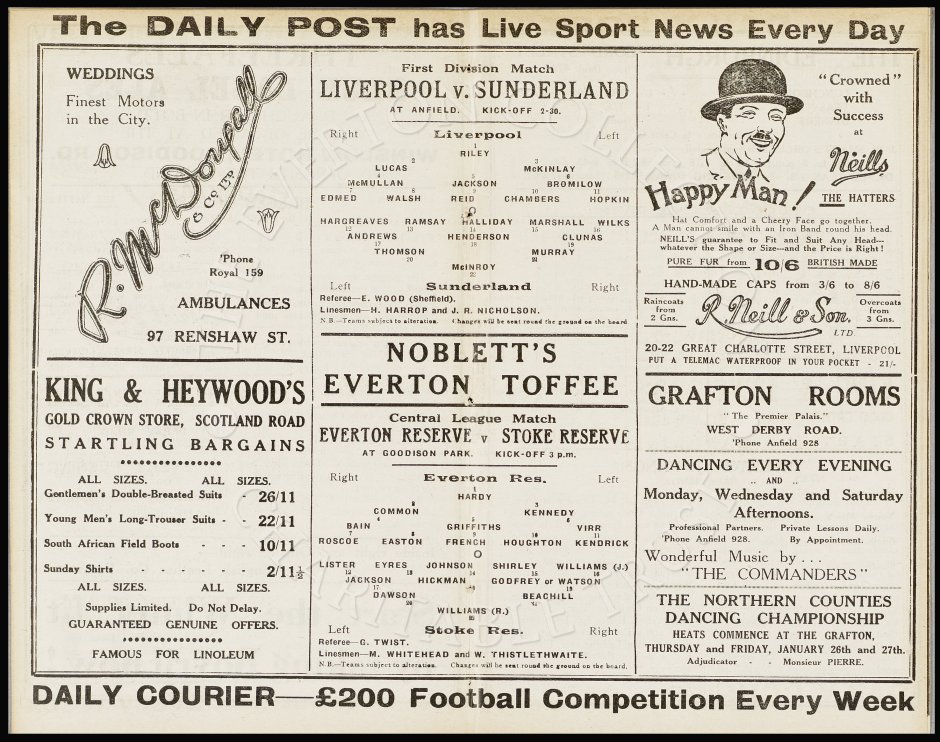 The DAILY POST has Live Sport News Every Day
WEDDINGS
Finest Motors
in the City.
R. McDougall
& Co LTD
'Phone
Royal 159
AMBULANCES
97 RENSHAW ST.
KING & HEYWOOD'S
GOLD CROWN STORE, SCOTLAND ROAD
STARTLING BARGAINS
ALL SIZES. ALL SIZES.
Gentlemen's Double-Breasted Suits - 26/11
Young Men's Long-Trouser Suits - - 22/11
South African Field Boots - - - - 10/11
Sunday Shirts - - - - - 2/11½
ALL SIZES. ALL SIZES.
Supplies Limited. Do Not Delay.
GUARANTEED GENUINE OFFERS.
FAMOUS FOR LINOLEUM
First Division Match
LIVERPOOL v. SUNDERLAND
AT ANFIELD. KICK-OFF 2-30.
Right Liverpool Left
1
RILEY
2 3
LUCAS McKINLAY
4 5 6
McMULLAN JACKSON BROMILOW
7 8 9 10 11
EDMED WALSH REID CHAMBERS HOPKIN
O
12 13 14 15 16
HARGREAVES RAMSAY HALLIDAY MARSHALL WILKS
17 18 19
ANDREWS HENDERSON CLUNAS
20 21
THOMSON MURRAY
22
McINROY
Left Sunderland Right
Referee—E. WOOD (Sheffield).
Linesmen—H. HARROP and J. R. NICHOLSON.
N.B.—Teams subject to alteration. Changes will be sent round the ground on the board.
NOBLETT'S
EVERTON TOFFEE
Central League Match
EVERTON RESERVE v STOKE RESERVE
AT GOODISON PARK. KICK-OFF 3 p.m.
Right Everton Res. Left
1
HARDY
2 3
COMMON KENNEDY
4 5 6
BAIN GRIFFITHS VIRR
7 8 9 10 11
ROSCOE EASTON FRENCH HOUGHTON KENDRICK
O
LISTER EYRES JOHNSON SHIRLEY WILLIAMS (J.)
12 13 14 15 16
JACKSON HICKMAN GODFREY or WATSON
17 18 19
DAWSON BEACHILL
20 21
WILLIAMS (R.)
22
Left Stoke Res. Right
Referee—G. TWIST.
Linesmen—M. WHITEHEAD and W. THISTLETHWAITE.
N.B.—Teams subject to alteration. Changes will be sent round the ground on the board.
"Crowned"
with
Success
at
Neills
THE HATTERS
Happy Man!
Hat Comfort and a Cheery Face go together.
A Man cannot smile with an Iron Band round his head.
NEILL'S guarantee to Fit and Suit Any Head—
whatever the Shape or Size—and the Price is Right!
PURE FUR from 10/6 BRITISH MADE
HAND-MADE CAPS from 3/6 to 8/6
Raincoats from 2 Gns. R. Neill & Son. LTD. Overcoats from 3 Gns.
20-22 GREAT CHARLOTTE STREET, LIVERPOOL
PUT A TELEMAC WATERPROOF IN YOUR POCKET - 21/-
GRAFTON ROOMS
"The Premier Palais."
WEST DERBY ROAD.
'Phone Anfield 928
DANCING EVERY EVENING
.. AND ..
Monday, Wednesday and Saturday
Afternoons.
Professional Partners. Private Lessons Daily.
'Phone Anfield 928. By Appointment.
Wonderful Music by . . .
"THE COMMANDERS"
THE NORTHERN COUNTIES
DANCING CHAMPIONSHIP
HEATS COMMENCE AT THE GRAFTON,
THURSDAY and FRIDAY, JANUARY 26th and 27th.
Adjudicator - - Monsieur PIERRE.
DAILY COURIER—£200 Football Competition Every Week